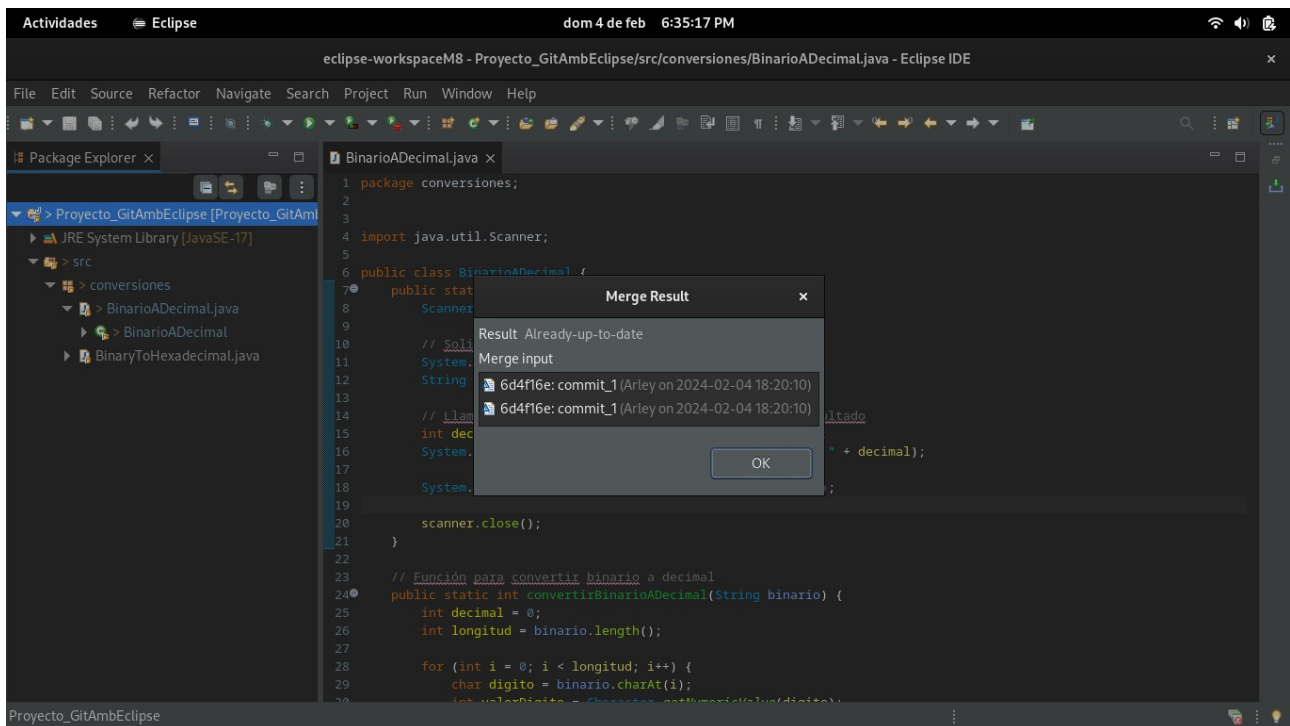 Actividades Eclipse dom 4 de feb 6:35:17 PM
eclipse-workspaceM8 - Proyecto_GitAmbEclipse/src/conversiones/BinarioADecimal.java - Eclipse IDE ×
File Edit Source Refactor Navigate Search Project Run Window Help
Package Explorer ×
> Proyecto_GitAmbEclipse [Proyecto_GitAmb
JRE System Library [JavaSE-17]
> src
> conversiones
> BinarioADecimal.java
> BinarioADecimal
BinaryToHexadecimal.java
BinarioADecimal.java ×
1 package conversiones;
2
3
4 import java.util.Scanner;
5
6 public class BinarioADecimal {
7 public stat
8 Scanner
9
10 // Soli
11 System.
12 String
13
14 // Llam ultado
15 int dec
16 System. " + decimal);
17
18 System. );
19
20 scanner.close();
21 }
22
23 // Función para convertir binario a decimal
24 public static int convertirBinarioADecimal(String binario) {
25 int decimal = 0;
26 int longitud = binario.length();
27
28 for (int i = 0; i < longitud; i++) {
29 char digito = binario.charAt(i);
30 int valorDigito = Character.getNumericValue(digito);
Merge Result ×
Result Already-up-to-date
Merge input
6d4f16e: commit_1 (Arley on 2024-02-04 18:20:10)
6d4f16e: commit_1 (Arley on 2024-02-04 18:20:10)
OK
Proyecto_GitAmbEclipse